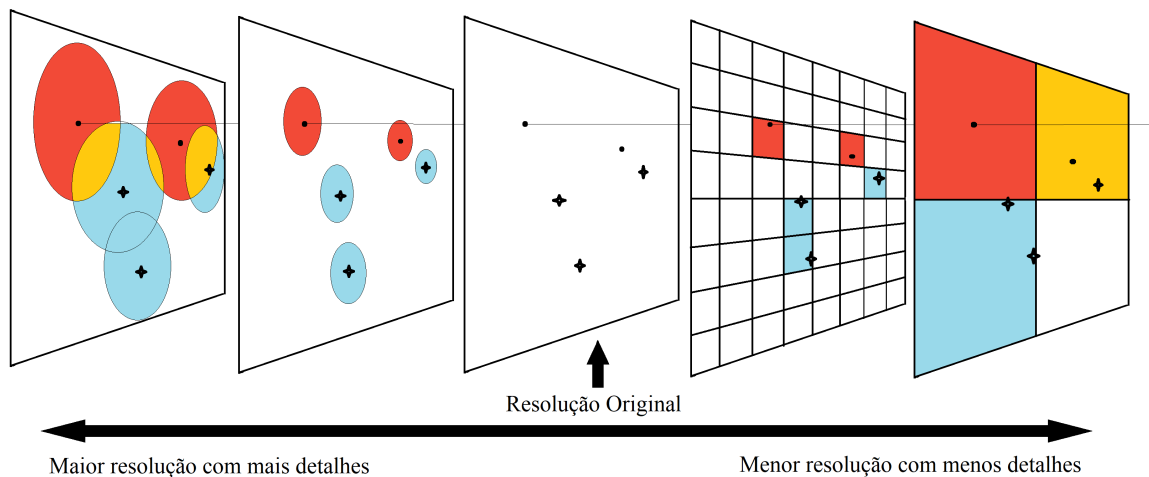 Resolução Original
Maior resolução com mais detalhes
Menor resolução com menos detalhes